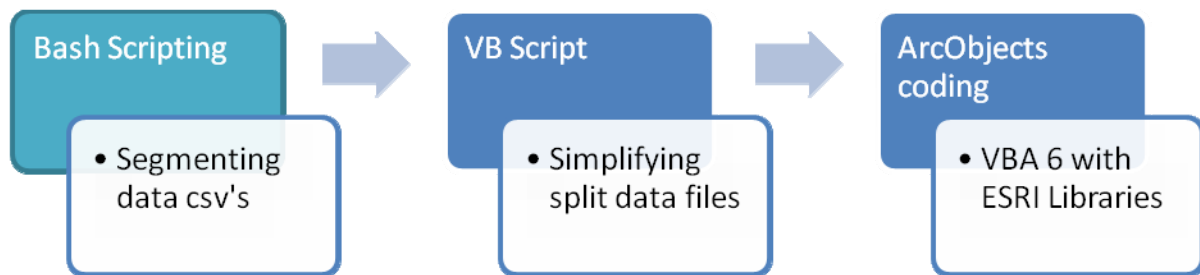 Bash Scripting
• Segmenting
data csv's
VB Script
• Simplifying
split data files
ArcObjects
coding
• VBA 6 with
ESRI Libraries